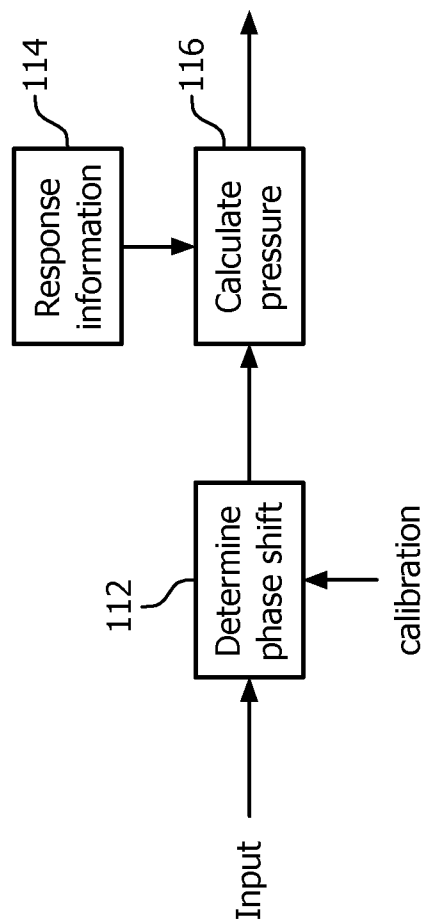 114
Response
information
116
Calculate
pressure
112
Determine
phase shift
calibration
Input